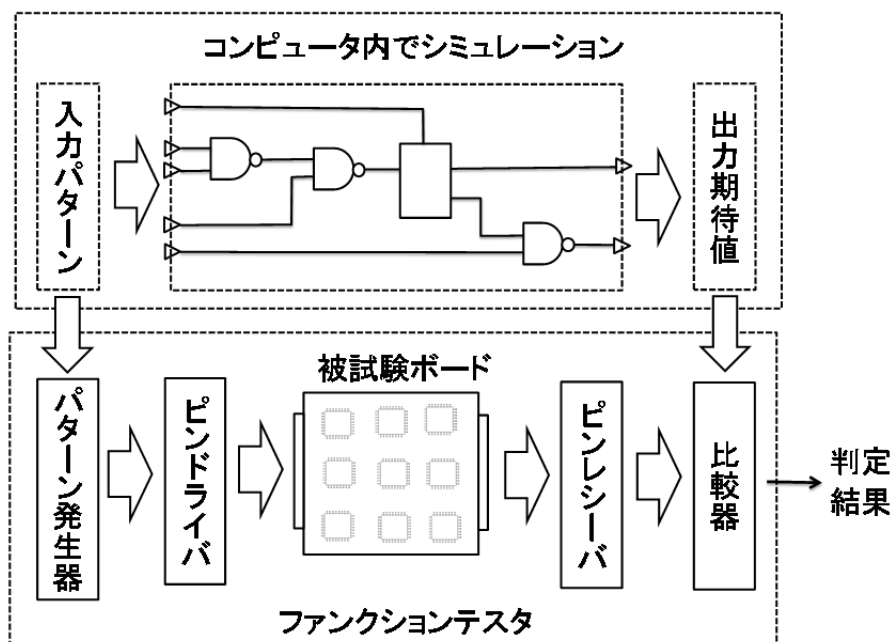 コンピュータ内でシミュレーション
入力パターン
出力期待値
被試験ボード
パターン発生器
ピンドライバ
ピンレシーバ
比較器
判定
結果
ファンクションテスタ